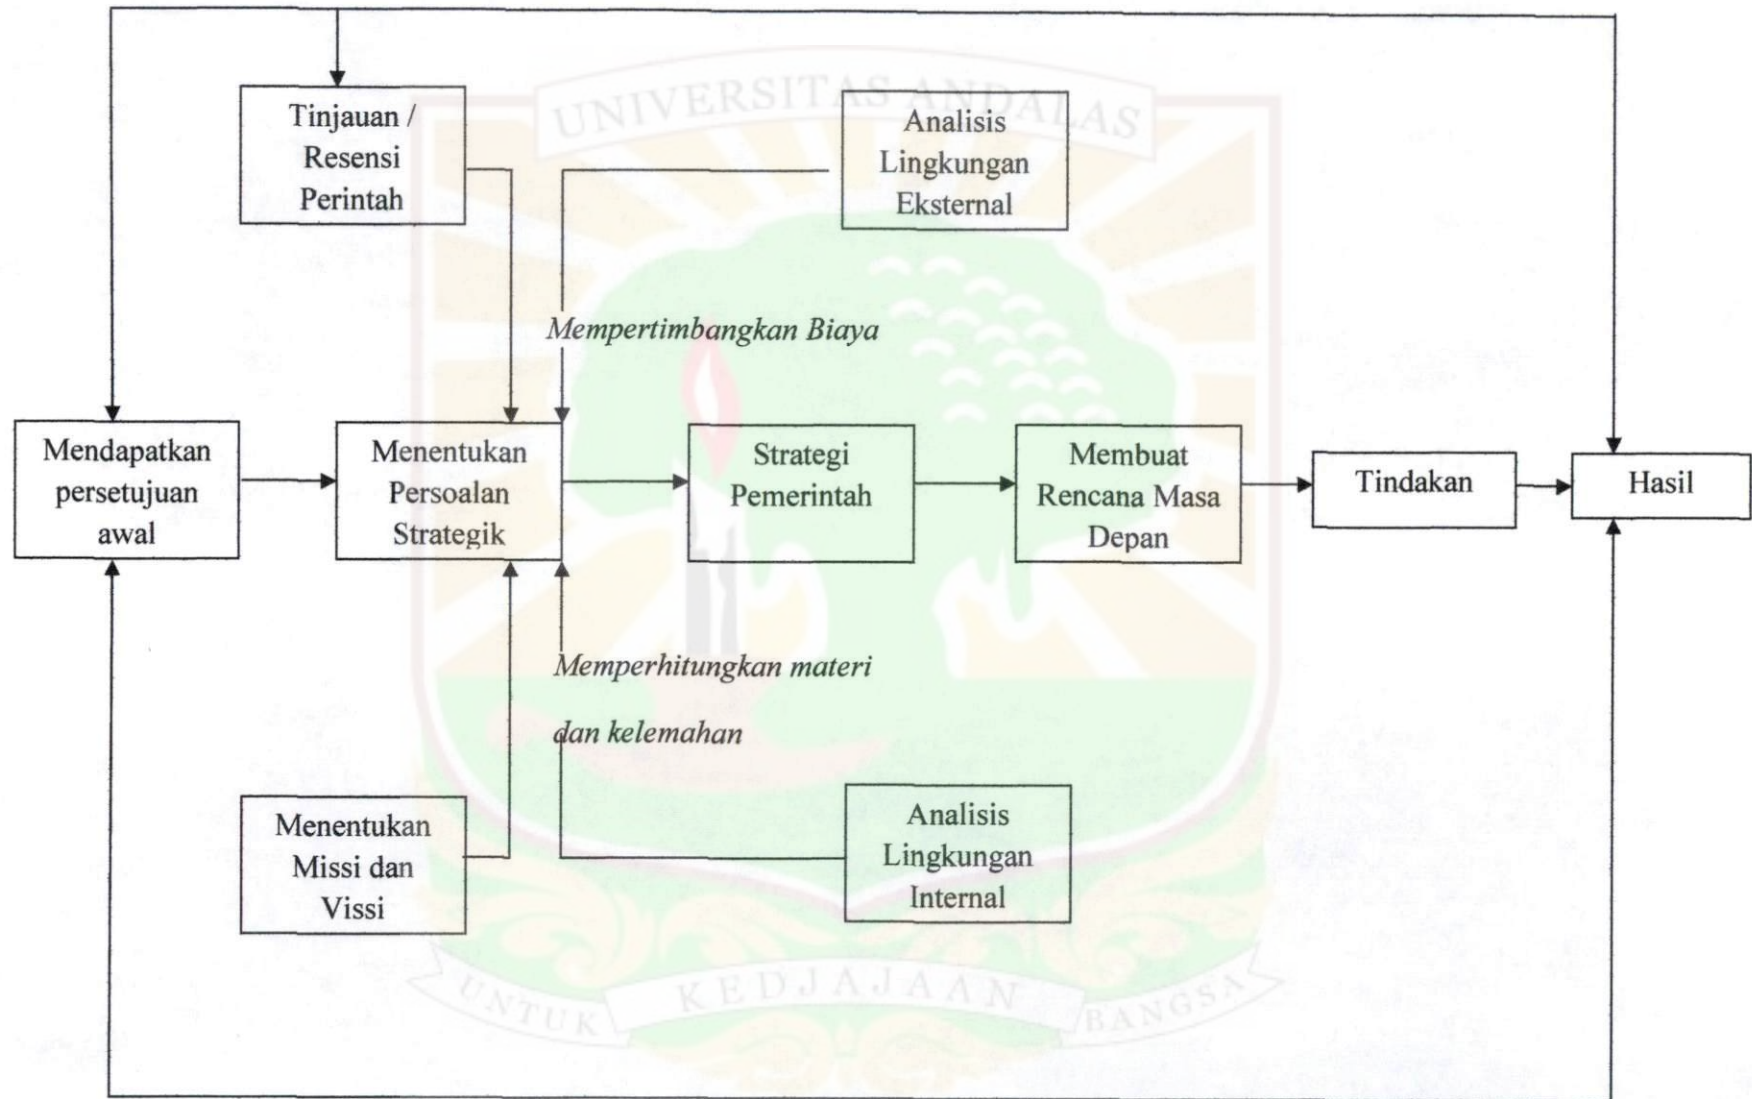 UNIVERSITAS ANDALAS
Tinjauan /
Resensi
Perintah
Analisis
Lingkungan
Eksternal
Mempertimbangkan Biaya
Mendapatkan
persetujuan
awal
Menentukan
Persoalan
Strategik
Strategi
Pemerintah
Membuat
Rencana Masa
Depan
Tindakan
Hasil
Memperhitungkan materi
dan kelemahan
Menentukan
Missi dan
Vissi
Analisis
Lingkungan
Internal
UNTUK KEDJAJAAN BANGSA